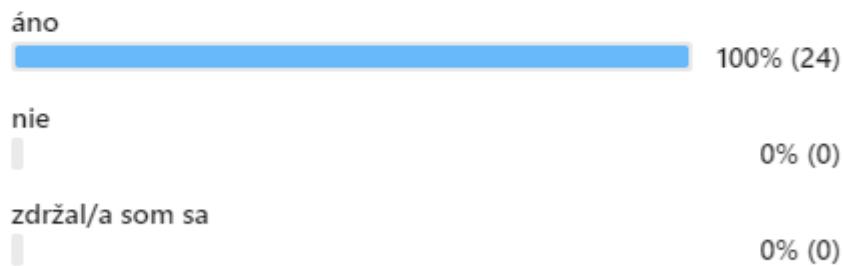 áno
100% (24)
nie
0% (0)
zdržal/a som sa
0% (0)